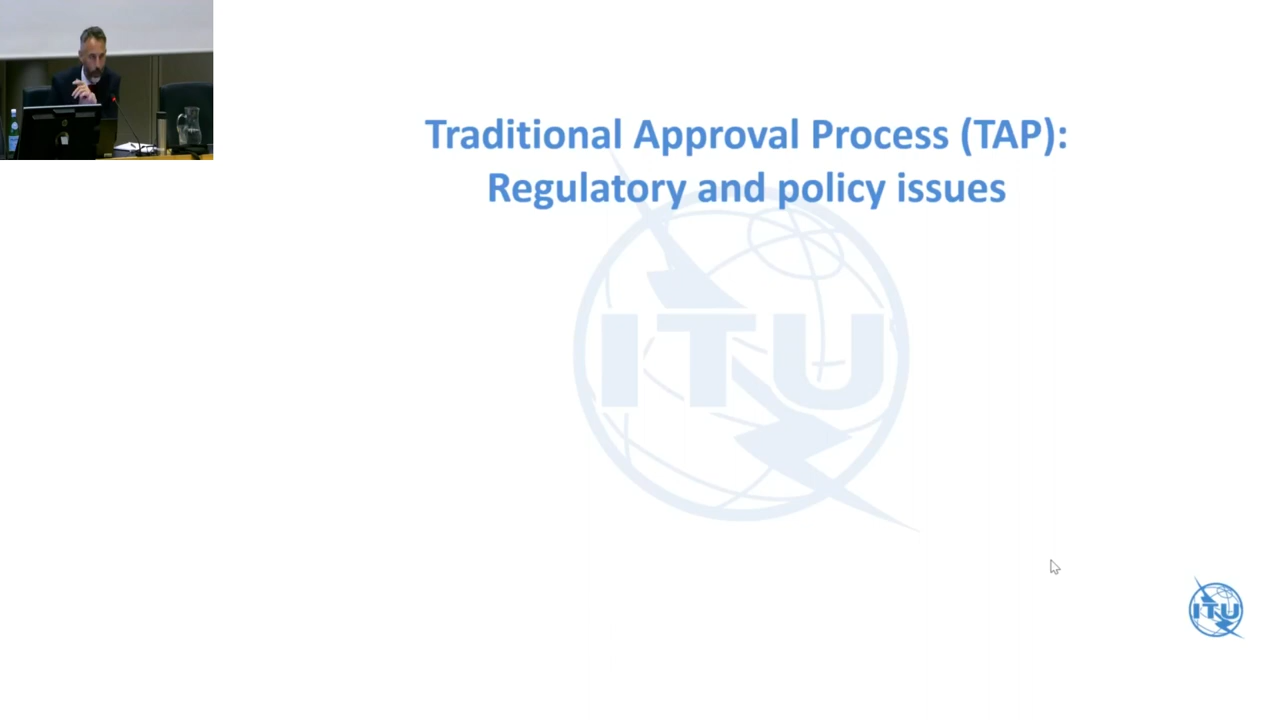 Traditional Approval Process (TAP):
Regulatory and policy issues
ITU
ITU